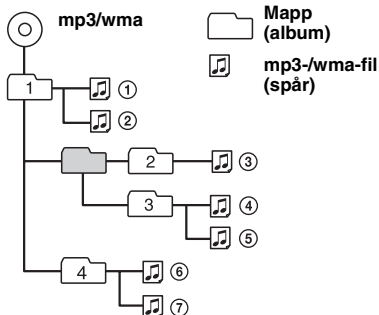 mp3/wma
Mapp
(album)
mp3-/wma-fil
(spår)
1
①
②
2
③
3
④
⑤
4
⑥
⑦